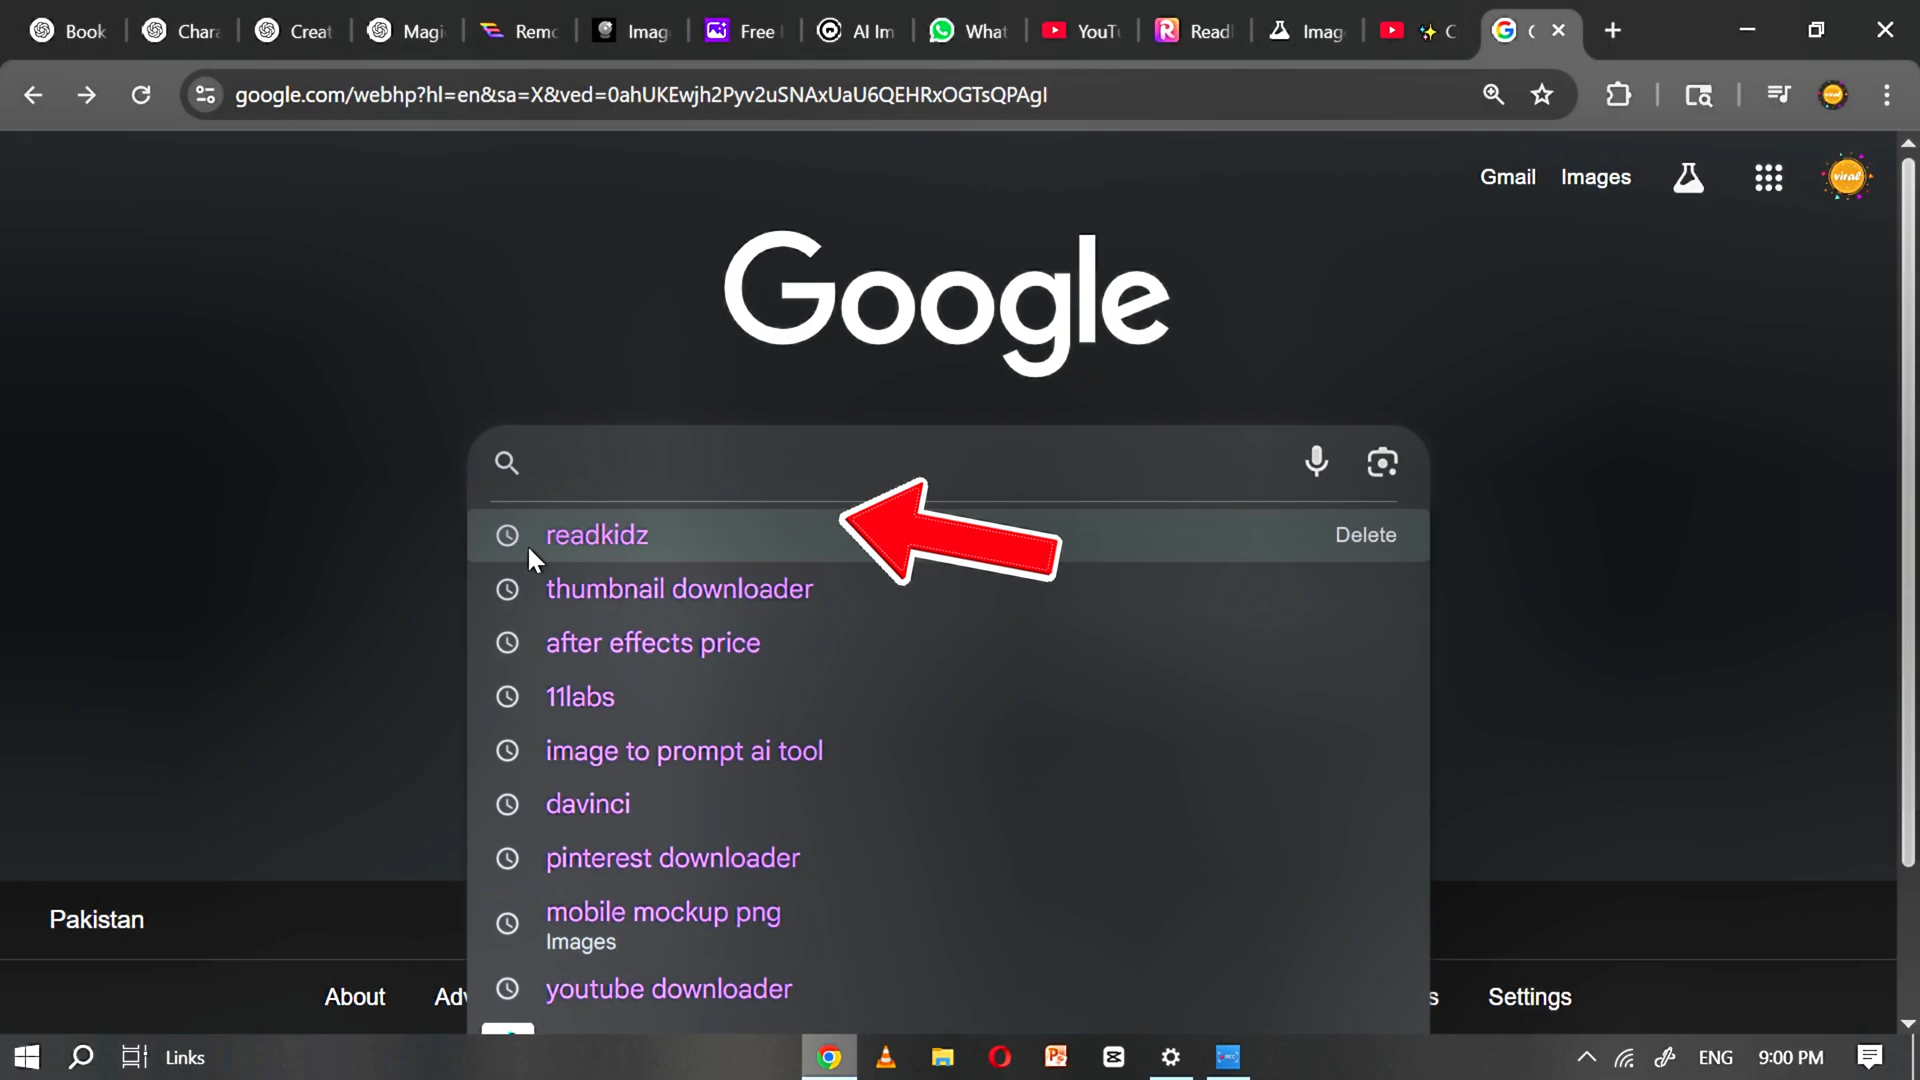 Book
Chara
Creat
Magi
Remo
Imag
Free
AI Im
What
YouTu
Readl
Imag
C
google.com/webhp?hl=en&sa=X&ved=0ahUKEwjh2Pyv2uSNAxUaU6QEHRxOGTsQPAgI
Gmail
Images
viral
Google
readkidz
Delete
thumbnail downloader
after effects price
11labs
image to prompt ai tool
davinci
pinterest downloader
mobile mockup png
Images
youtube downloader
Pakistan
About
Adv
s
Settings
Links
ENG
9:00 PM